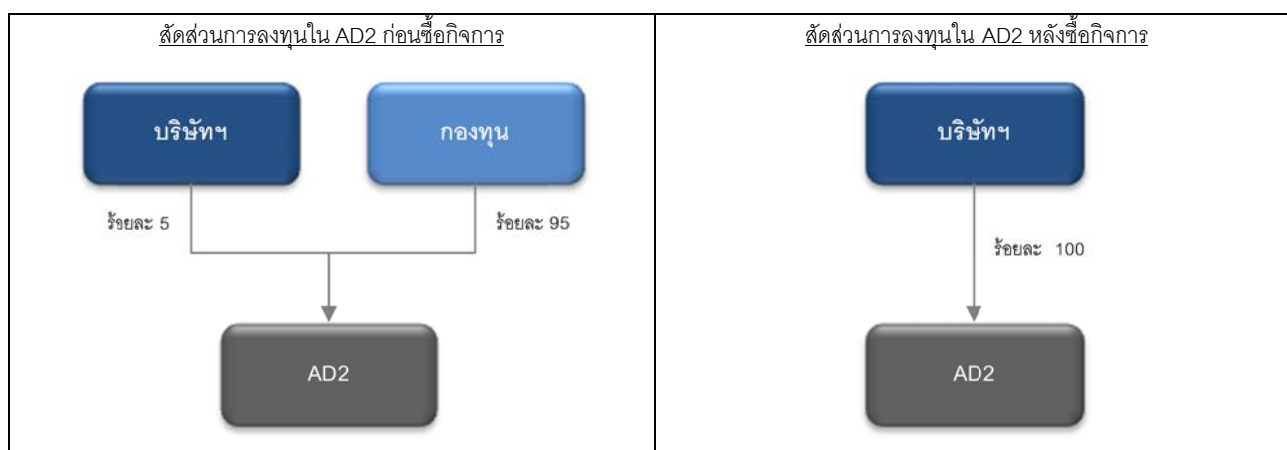 สัดส่วนการลงทุนใน AD2 ก่อนซื้อกิจการ
บริษัทฯ
กองทุน
ร้อยละ 5
ร้อยละ 95
AD2
สัดส่วนการลงทุนใน AD2 หลังซื้อกิจการ
บริษัทฯ
ร้อยละ 100
AD2